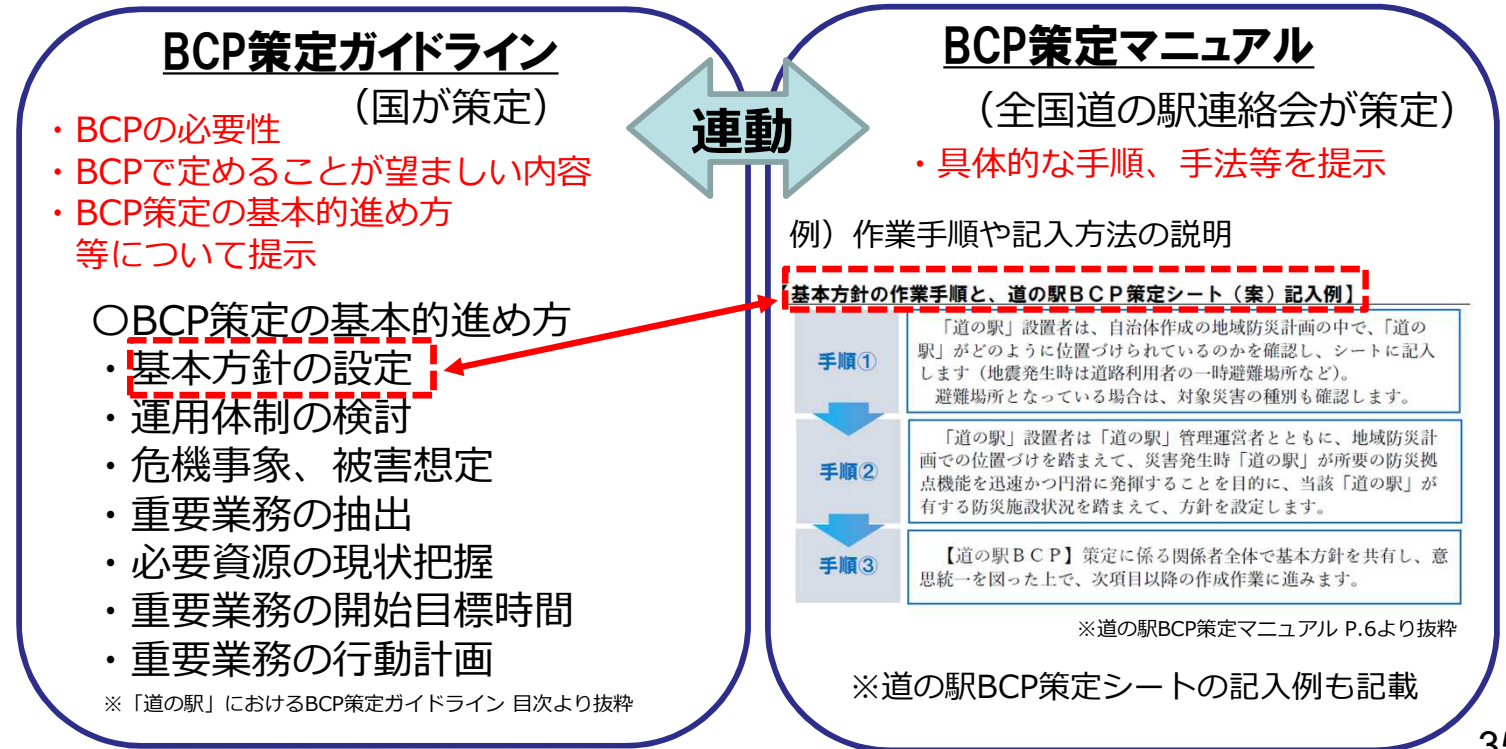 BCP策定ガイドライン
（国が策定）
・BCPの必要性
・BCPで定めることが望ましい内容
・BCP策定の基本的進め方
等について提示
〇BCP策定の基本的進め方
・基本方針の設定
・運用体制の検討
・危機事象、被害想定
・重要業務の抽出
・必要資源の現状把握
・重要業務の開始目標時間
・重要業務の行動計画
※「道の駅」におけるBCP策定ガイドライン 目次より抜粋
連動
BCP策定マニュアル
（全国道の駅連絡会が策定）
・具体的な手順、手法等を提示
例）作業手順や記入方法の説明
【基本方針の作業手順と、道の駅ＢＣＰ策定シート（案）記入例】
手順①
「道の駅」設置者は、自治体作成の地域防災計画の中で、「道の
駅」がどのように位置づけられているのかを確認し、シートに記入
します（地震発生時は道路利用者の一時避難場所など）。
避難場所となっている場合は、対象災害の種別も確認します。
手順②
「道の駅」設置者は「道の駅」管理運営者とともに、地域防災計
画での位置づけを踏まえて、災害発生時「道の駅」が所要の防災拠
点機能を迅速かつ円滑に発揮することを目的に、当該「道の駅」が
有する防災施設状況を踏まえて、方針を設定します。
手順③
【道の駅ＢＣＰ】策定に係る関係者全体で基本方針を共有し、意
思統一を図った上で、次項目以降の作成作業に進みます。
※道の駅BCP策定マニュアル P.6より抜粋
※道の駅BCP策定シートの記入例も記載